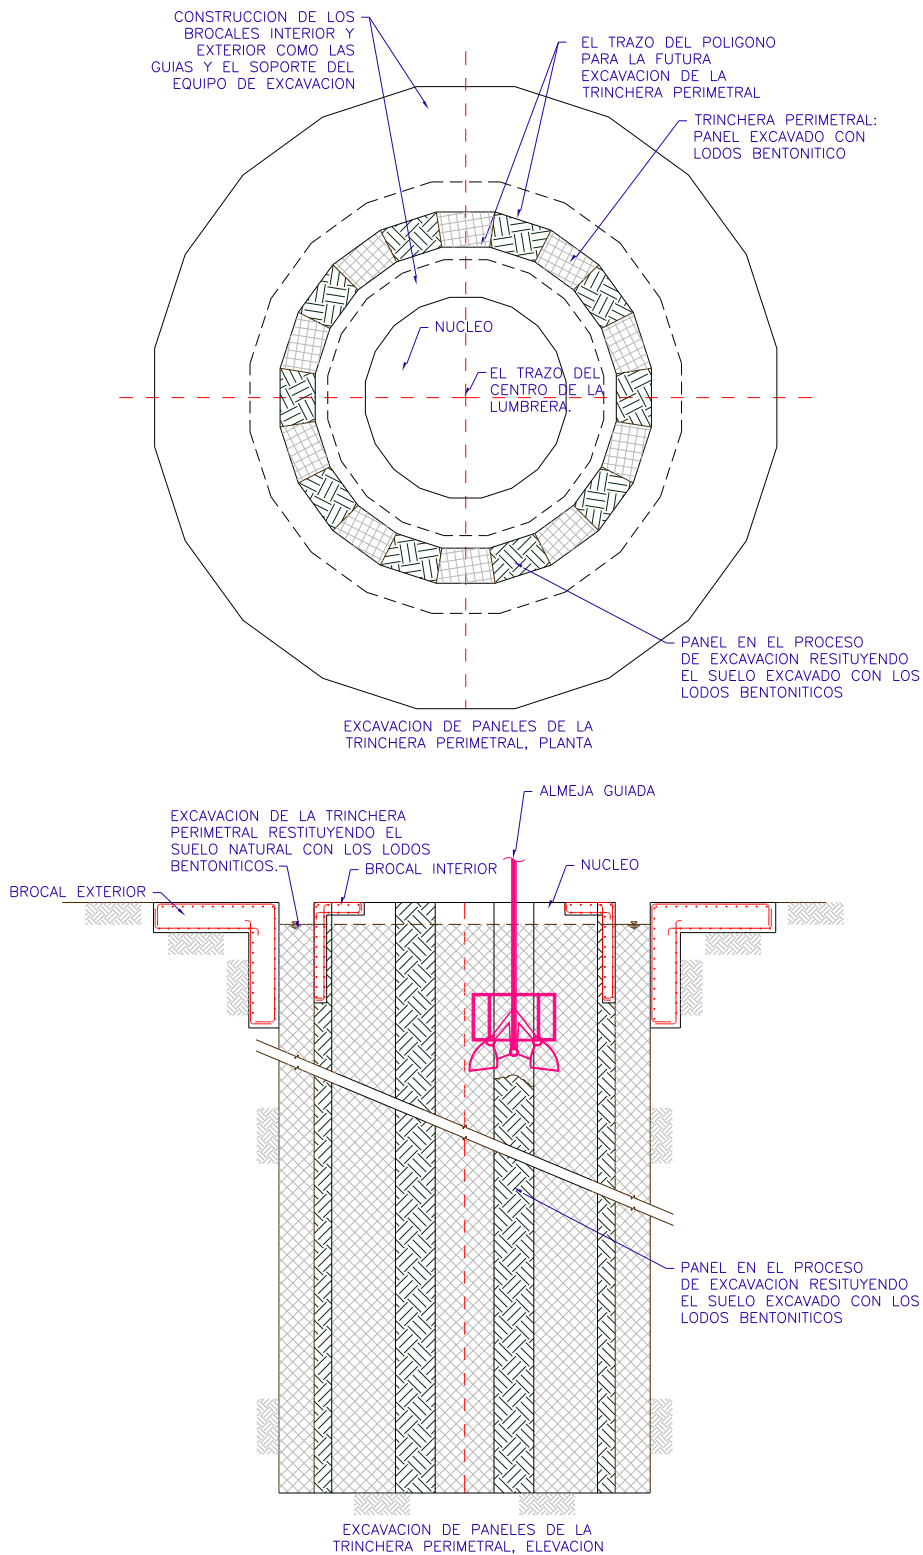 CONSTRUCCION DE LOS
BROCALES INTERIOR Y
EXTERIOR COMO LAS
GUIAS Y EL SOPORTE DEL
EQUIPO DE EXCAVACION
EL TRAZO DEL POLIGONO
PARA LA FUTURA
EXCAVACION DE LA
TRINCHERA PERIMETRAL
TRINCHERA PERIMETRAL:
PANEL EXCAVADO CON
LODOS BENTONITICO
NUCLEO
EL TRAZO DEL
CENTRO DE LA
LUMBRERA.
PANEL EN EL PROCESO
DE EXCAVACION RESITUYENDO
EL SUELO EXCAVADO CON LOS
LODOS BENTONITICOS
EXCAVACION DE PANELES DE LA
TRINCHERA PERIMETRAL, PLANTA
ALMEJA GUIADA
EXCAVACION DE LA TRINCHERA
PERIMETRAL RESTITUYENDO EL
SUELO NATURAL CON LOS LODOS
BENTONITICOS.
BROCAL INTERIOR
NUCLEO
BROCAL EXTERIOR
PANEL EN EL PROCESO
DE EXCAVACION RESITUYENDO
EL SUELO EXCAVADO CON LOS
LODOS BENTONITICOS
EXCAVACION DE PANELES DE LA
TRINCHERA PERIMETRAL, ELEVACION